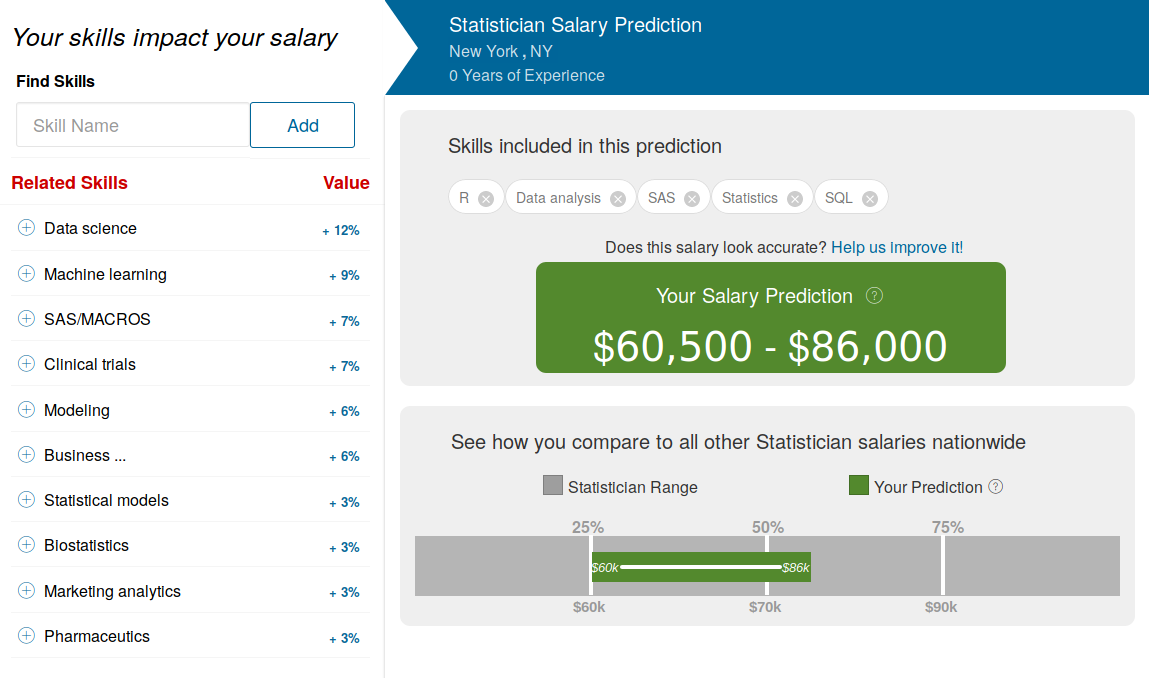 Your skills impact your salary
Find Skills
Skill Name
Add
Related Skills Value
Data science + 12%
Machine learning + 9%
SAS/MACROS + 7%
Clinical trials + 7%
Modeling + 6%
Business ... + 6%
Statistical models + 3%
Biostatistics + 3%
Marketing analytics + 3%
Pharmaceutics + 3%
Statistician Salary Prediction
New York , NY
0 Years of Experience
Skills included in this prediction
R Data analysis SAS Statistics SQL
Does this salary look accurate? Help us improve it!
Your Salary Prediction ?
$60,500 - $86,000
See how you compare to all other Statistician salaries nationwide
Statistician Range Your Prediction ?
25% 50% 75%
$60k $86k
$60k $70k $90k